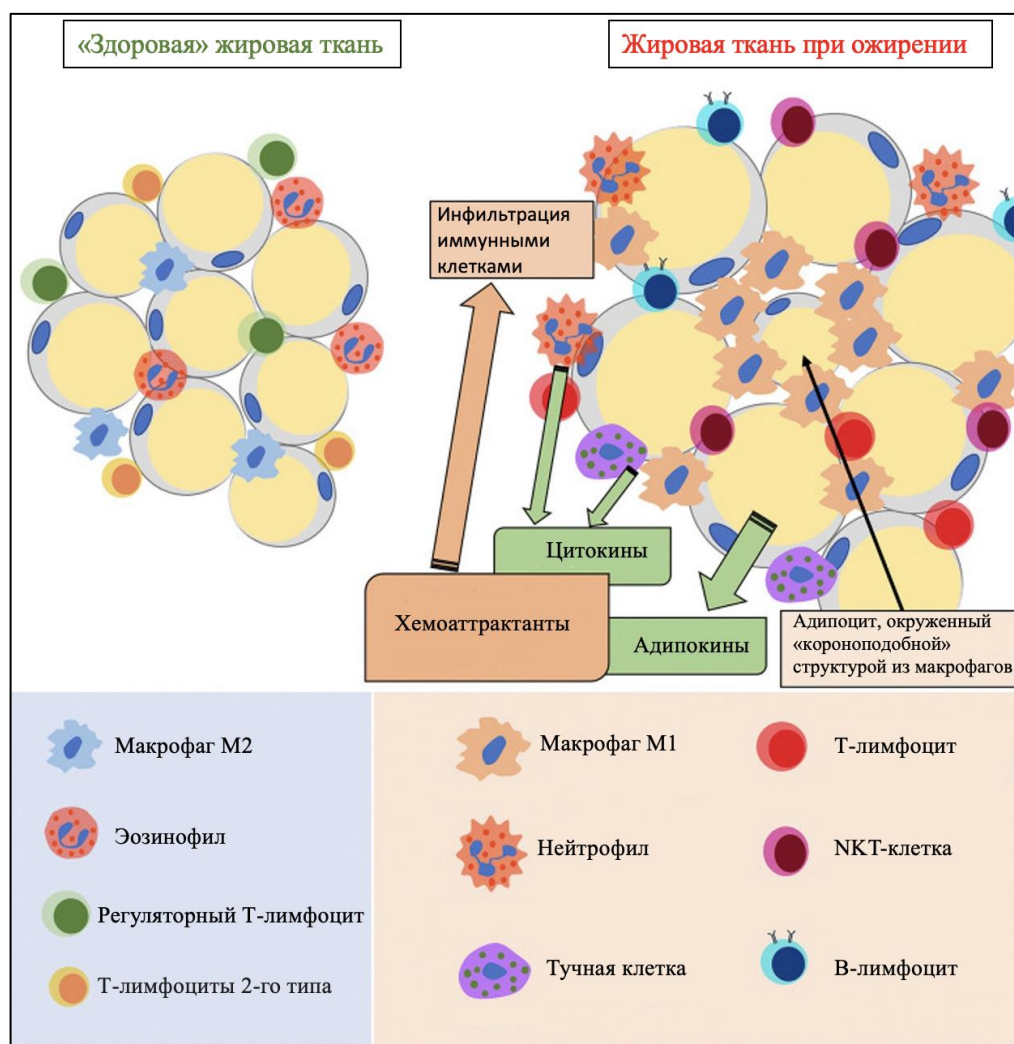 «Здоровая» жировая ткань
Жировая ткань при ожирении
Инфильтрация
иммунными
клетками
Цитокины
Хемоаттрактанты
Адипокины
Адипоцит, окруженный
«короноподобной»
структурой из макрофагов
Макрофаг М2
Эозинофил
Регуляторный Т-лимфоцит
Т-лимфоциты 2-го типа
Макрофаг М1
Нейтрофил
Тучная клетка
Т-лимфоцит
NKT-клетка
В-лимфоцит